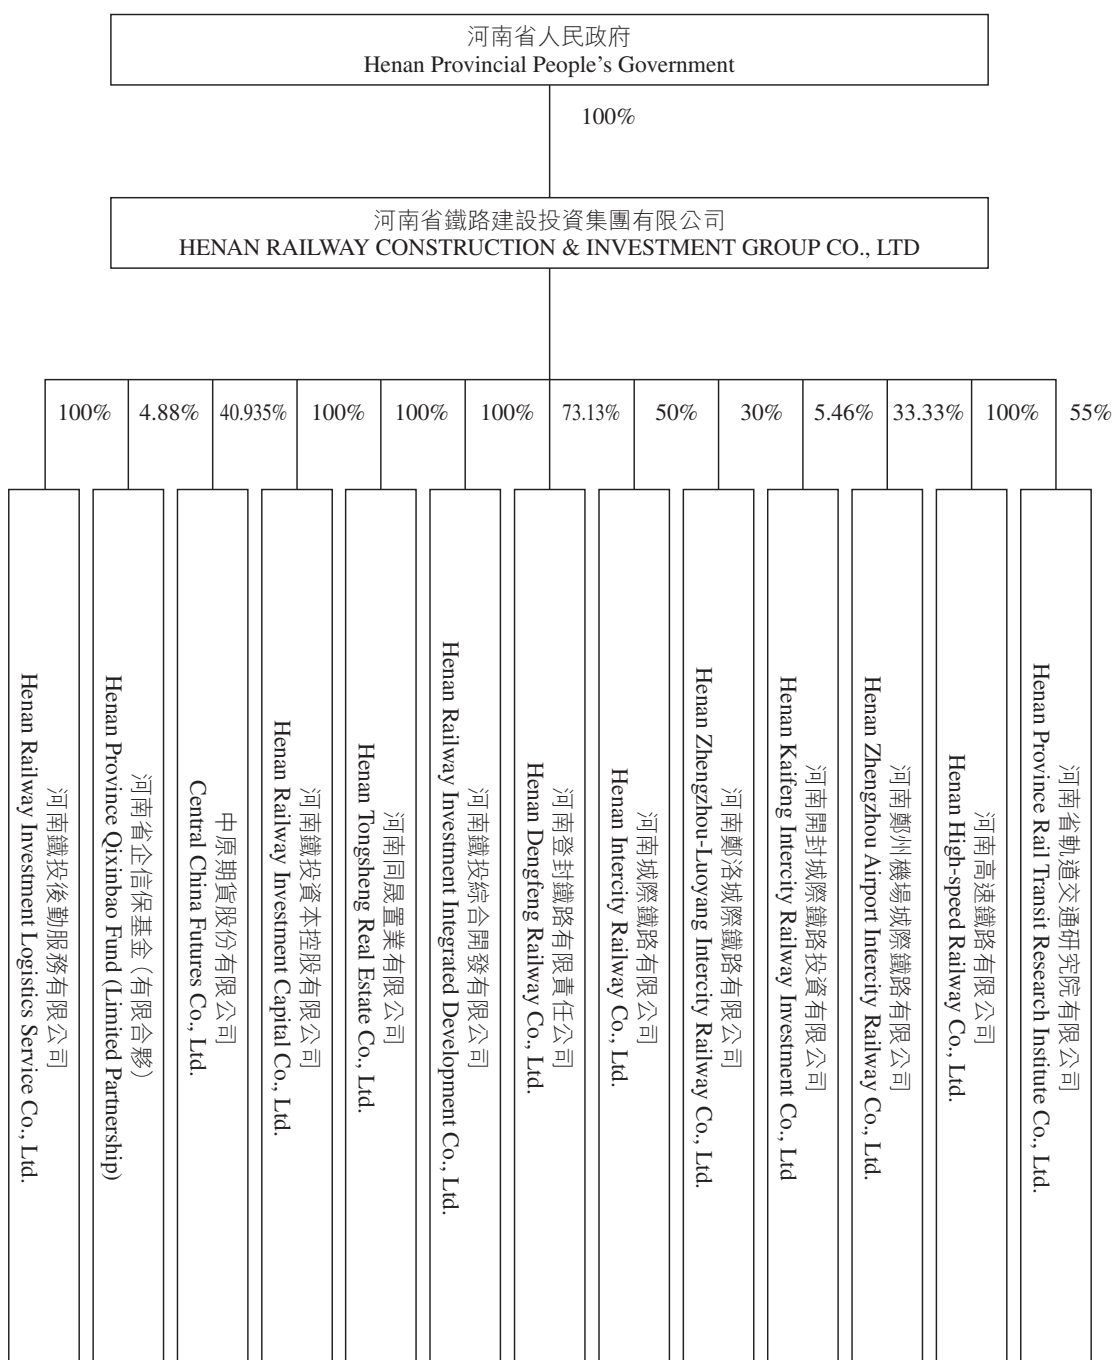 河南省人民政府
Henan Provincial People's Government
100%
河南省鐵路建設投資集團有限公司
HENAN RAILWAY CONSTRUCTION & INVESTMENT GROUP CO., LTD
100%
4.88%
40.935%
100%
100%
100%
73.13%
50%
30%
5.46%
33.33%
100%
55%
河南鐵投後勤服務有限公司
Henan Railway Investment Logistics Service Co., Ltd.
河南省企信保基金（有限合夥）
Henan Province Qixinbao Fund (Limited Partnership)
中原期貨股份有限公司
Central China Futures Co., Ltd.
河南鐵投資本控股有限公司
Henan Railway Investment Capital Co., Ltd.
河南同晟置業有限公司
Henan Tongsheng Real Estate Co., Ltd.
河南鐵投綜合開發有限公司
Henan Railway Investment Integrated Development Co., Ltd.
河南登封鐵路有限責任公司
Henan Dengfeng Railway Co., Ltd.
河南城際鐵路有限公司
Henan Intercity Railway Co., Ltd.
河南鄭洛城際鐵路有限公司
Henan Zhengzhou-Luoyang Intercity Railway Co., Ltd.
河南開封城際鐵路投資有限公司
Henan Kaifeng Intercity Railway Investment Co., Ltd
河南鄭州機場城際鐵路有限公司
Henan Zhengzhou Airport Intercity Railway Co., Ltd.
河南高速鐵路有限公司
Henan High-speed Railway Co., Ltd.
河南省軌道交通研究院有限公司
Henan Province Rail Transit Research Institute Co., Ltd.